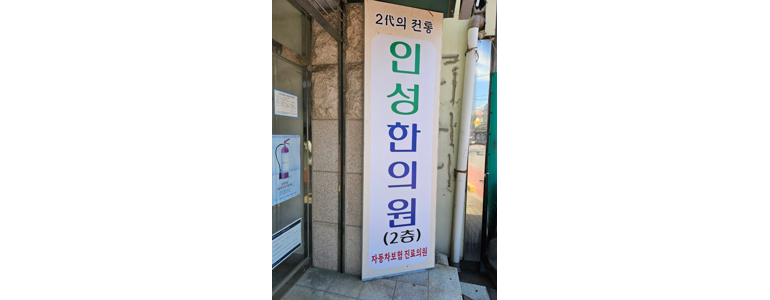 2代의 전통
인성한의원
(2층)
자동차보험 진료의원